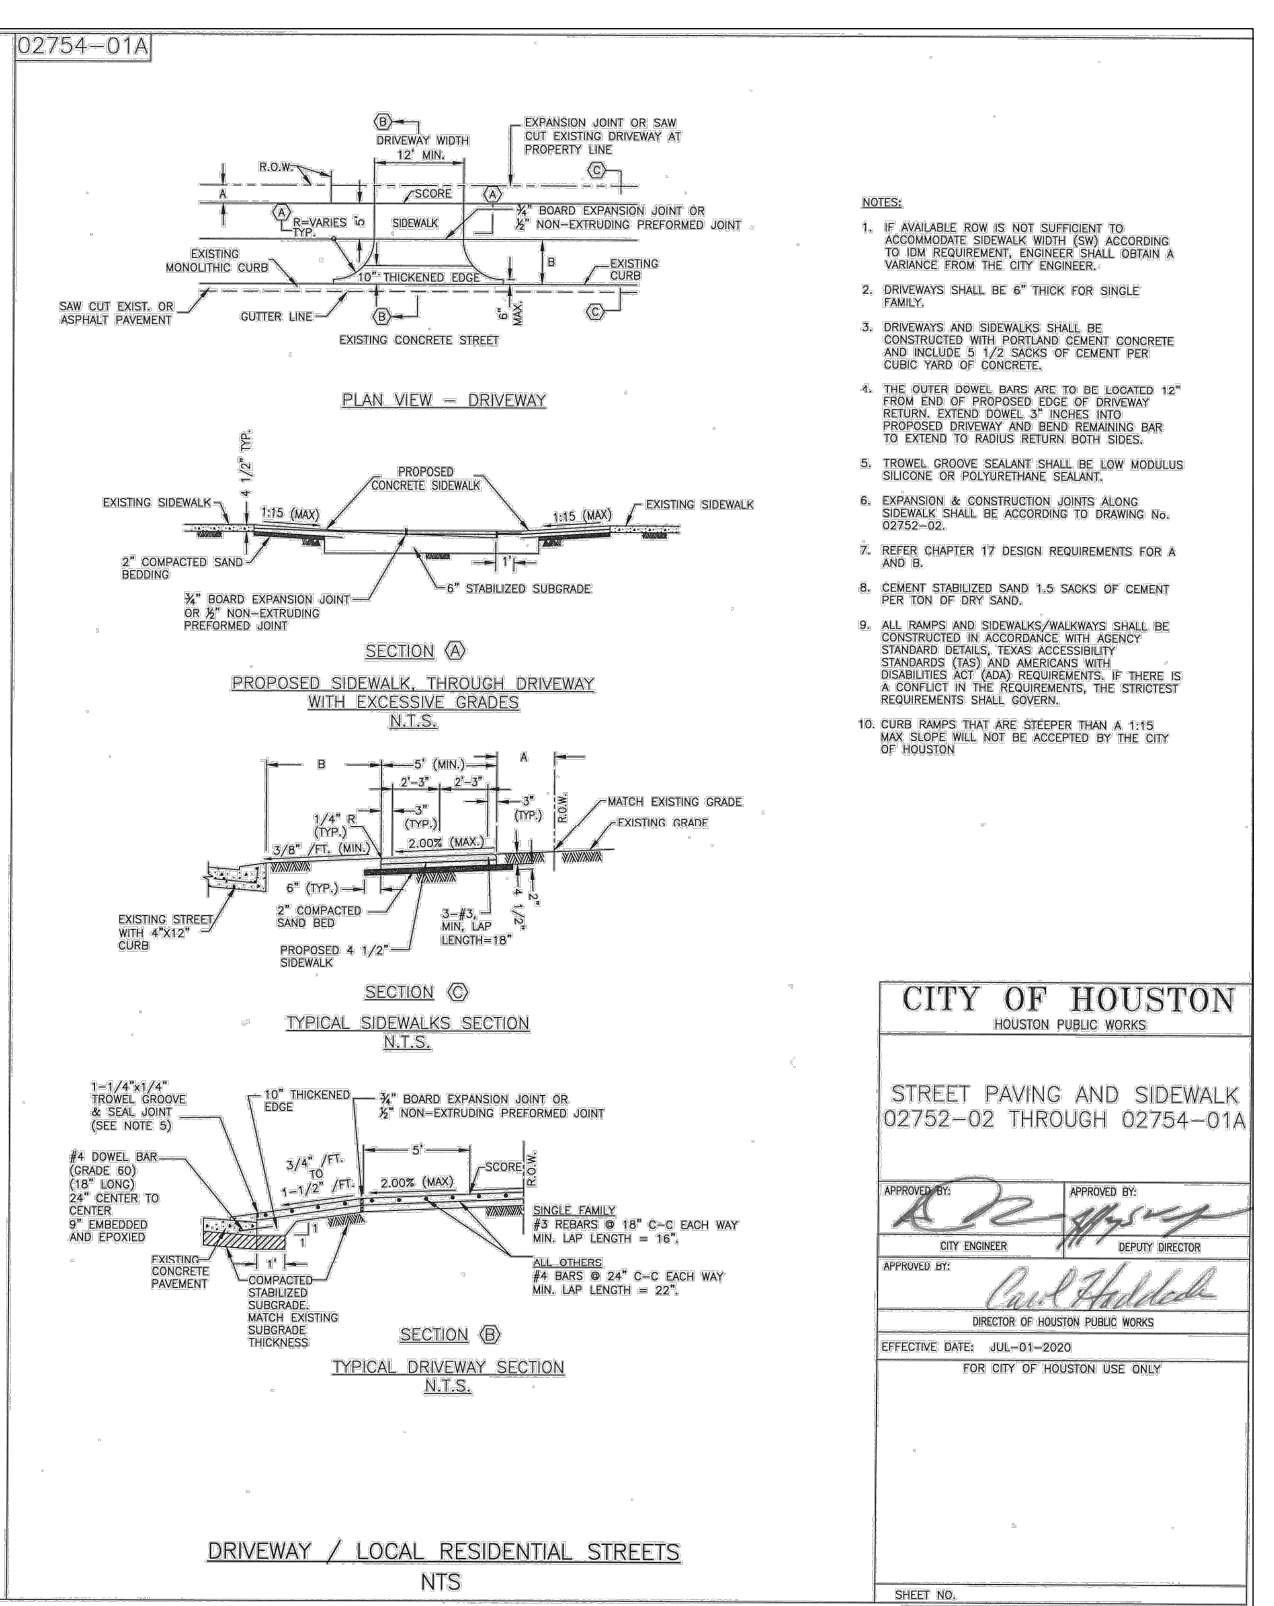 02754-01A
B
DRIVEWAY WIDTH
12' MIN.
EXPANSION JOINT OR SAW
CUT EXISTING DRIVEWAY AT
PROPERTY LINE
R.O.W.
C
A
SCORE
A
A
R=VARIES
TYP.
5'
SIDEWALK
3/4" BOARD EXPANSION JOINT OR
1/2" NON-EXTRUDING PREFORMED JOINT
EXISTING
MONOLITHIC CURB
B
EXISTING
CURB
10" THICKENED EDGE
SAW CUT EXIST. OR
ASPHALT PAVEMENT
GUTTER LINE
B
6"
MAX.
C
EXISTING CONCRETE STREET
PLAN VIEW - DRIVEWAY
4 1/2" TYP.
PROPOSED
CONCRETE SIDEWALK
EXISTING SIDEWALK
1:15 (MAX)
1:15 (MAX)
EXISTING SIDEWALK
2" COMPACTED SAND
BEDDING
1'
6" STABILIZED SUBGRADE
3/4" BOARD EXPANSION JOINT
OR 1/2" NON-EXTRUDING
PREFORMED JOINT
SECTION A
PROPOSED SIDEWALK, THROUGH DRIVEWAY
WITH EXCESSIVE GRADES
N.T.S.
B
5' (MIN.)
A
2'-3"
2'-3"
3"
(TYP.)
3"
(TYP.)
R.O.W.
MATCH EXISTING GRADE
EXISTING GRADE
1/4" R
(TYP.)
3/8" /FT. (MIN.)
2.00% (MAX.)
6" (TYP.)
4 1/2"
2"
EXISTING STREET
WITH 4"X12"
CURB
2" COMPACTED
SAND BED
3-#3,
MIN, LAP
LENGTH=18"
PROPOSED 4 1/2"
SIDEWALK
SECTION C
TYPICAL SIDEWALKS SECTION
N.T.S.
1-1/4"x1/4"
TROWEL GROOVE
& SEAL JOINT
(SEE NOTE 5)
10" THICKENED
EDGE
3/4" BOARD EXPANSION JOINT OR
1/2" NON-EXTRUDING PREFORMED JOINT
#4 DOWEL BAR
(GRADE 60)
(18" LONG)
24" CENTER TO
CENTER
9" EMBEDDED
AND EPOXIED
3/4" /FT.
TO
1-1/2" /FT.
5'
2.00% (MAX)
SCORE
R.O.W.
1
1
SINGLE FAMILY
#3 REBARS @ 18" C-C EACH WAY
MIN. LAP LENGTH = 16".
ALL OTHERS
#4 BARS @ 24" C-C EACH WAY
MIN. LAP LENGTH = 22".
EXISTING
CONCRETE
PAVEMENT
1'
COMPACTED
STABILIZED
SUBGRADE.
MATCH EXISTING
SUBGRADE
THICKNESS
SECTION B
TYPICAL DRIVEWAY SECTION
N.T.S.
DRIVEWAY / LOCAL RESIDENTIAL STREETS
NTS
NOTES:
1. IF AVAILABLE ROW IS NOT SUFFICIENT TO
ACCOMMODATE SIDEWALK WIDTH (SW) ACCORDING
TO IDM REQUIREMENT, ENGINEER SHALL OBTAIN A
VARIANCE FROM THE CITY ENGINEER.
2. DRIVEWAYS SHALL BE 6" THICK FOR SINGLE
FAMILY.
3. DRIVEWAYS AND SIDEWALKS SHALL BE
CONSTRUCTED WITH PORTLAND CEMENT CONCRETE
AND INCLUDE 5 1/2 SACKS OF CEMENT PER
CUBIC YARD OF CONCRETE.
4. THE OUTER DOWEL BARS ARE TO BE LOCATED 12"
FROM END OF PROPOSED EDGE OF DRIVEWAY
RETURN. EXTEND DOWEL 3" INCHES INTO
PROPOSED DRIVEWAY AND BEND REMAINING BAR
TO EXTEND TO RADIUS RETURN BOTH SIDES.
5. TROWEL GROOVE SEALANT SHALL BE LOW MODULUS
SILICONE OR POLYURETHANE SEALANT.
6. EXPANSION & CONSTRUCTION JOINTS ALONG
SIDEWALK SHALL BE ACCORDING TO DRAWING No.
02752-02.
7. REFER CHAPTER 17 DESIGN REQUIREMENTS FOR A
AND B.
8. CEMENT STABILIZED SAND 1.5 SACKS OF CEMENT
PER TON OF DRY SAND.
9. ALL RAMPS AND SIDEWALKS/WALKWAYS SHALL BE
CONSTRUCTED IN ACCORDANCE WITH AGENCY
STANDARD DETAILS, TEXAS ACCESSIBILITY
STANDARDS (TAS) AND AMERICANS WITH
DISABILITIES ACT (ADA) REQUIREMENTS. IF THERE IS
A CONFLICT IN THE REQUIREMENTS, THE STRICTEST
REQUIREMENTS SHALL GOVERN.
10. CURB RAMPS THAT ARE STEEPER THAN A 1:15
MAX SLOPE WILL NOT BE ACCEPTED BY THE CITY
OF HOUSTON
CITY OF HOUSTON
HOUSTON PUBLIC WORKS
STREET PAVING AND SIDEWALK
02752-02 THROUGH 02754-01A
APPROVED BY:
APPROVED BY:
CITY ENGINEER
DEPUTY DIRECTOR
APPROVED BY:
Carol Haddock
DIRECTOR OF HOUSTON PUBLIC WORKS
EFFECTIVE DATE: JUL-01-2020
FOR CITY OF HOUSTON USE ONLY
SHEET NO.